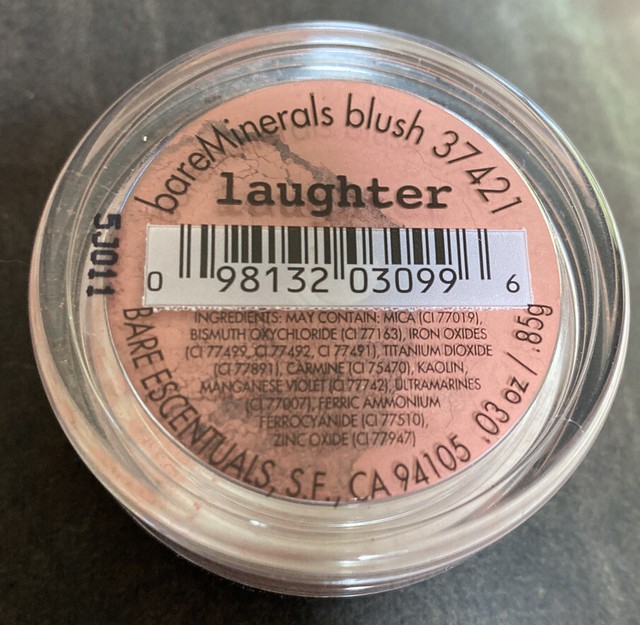 bareMinerals blush 37421
laughter
0 98132 03099 6
5J011
INGREDIENTS: MAY CONTAIN: MICA (CI 77019),
BISMUTH OXYCHLORIDE (CI 77163), IRON OXIDES
(CI 77499, CI 77492, CI 77491), TITANIUM DIOXIDE
(CI 77891), CARMINE (CI 75470), KAOLIN,
MANGANESE VIOLET (CI 77742), ULTRAMARINES
(CI 77007), FERRIC AMMONIUM
FERROCYANIDE (CI 77510),
ZINC OXIDE (CI 77947)
BARE ESCENTUALS, S.F., CA 94105 .03 oz / .85g